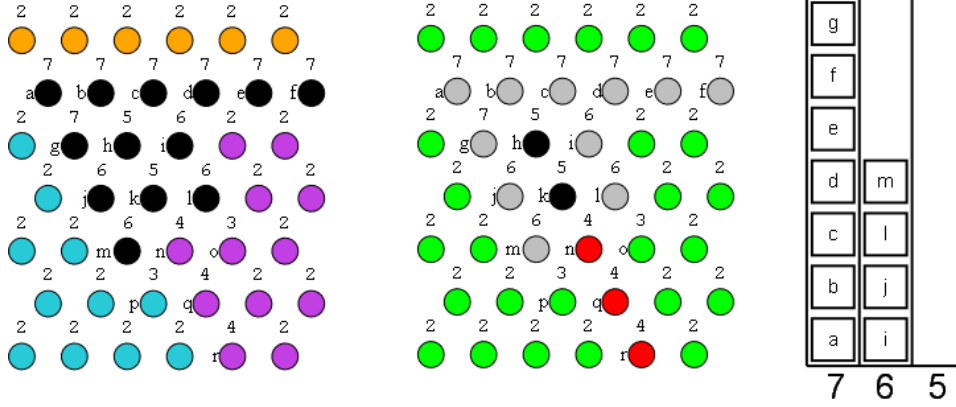 2 2 2 2 2 2 2 2 2 2 2 2 g
7 7 7 7 7 7 7 7 7 7 7 7 f
a b c d e f a b c d e f
2 7 5 6 2 2 2 7 5 6 2 2 e
g h i g h i
2 6 5 6 2 2 2 6 5 6 2 2 d m
j k l j k l
2 2 6 4 3 2 2 2 6 4 3 2 c l
m n o m n o
2 2 3 4 2 2 2 2 3 4 2 2 b j
p q p q
2 2 2 2 4 2 2 2 2 2 4 2 a i
r r
7 6 5